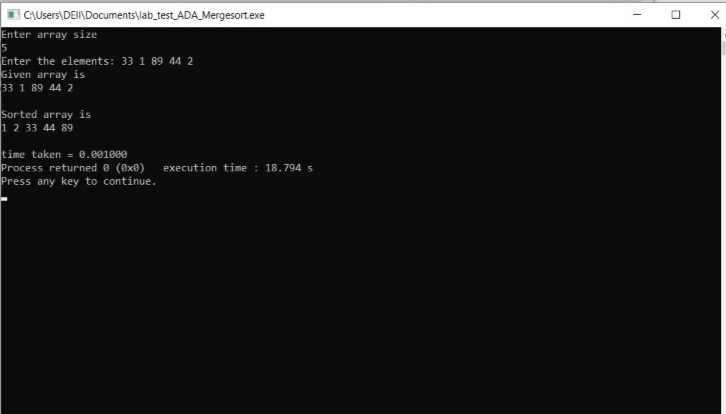 C:\Users\DEll\Documents\lab_test_ADA_Mergesort.exe
Enter array size
5
Enter the elements: 33 1 89 44 2
Given array is
33 1 89 44 2
Sorted array is
1 2 33 44 89
time taken = 0.001000
Process returned 0 (0x0)   execution time : 18.794 s
Press any key to continue.